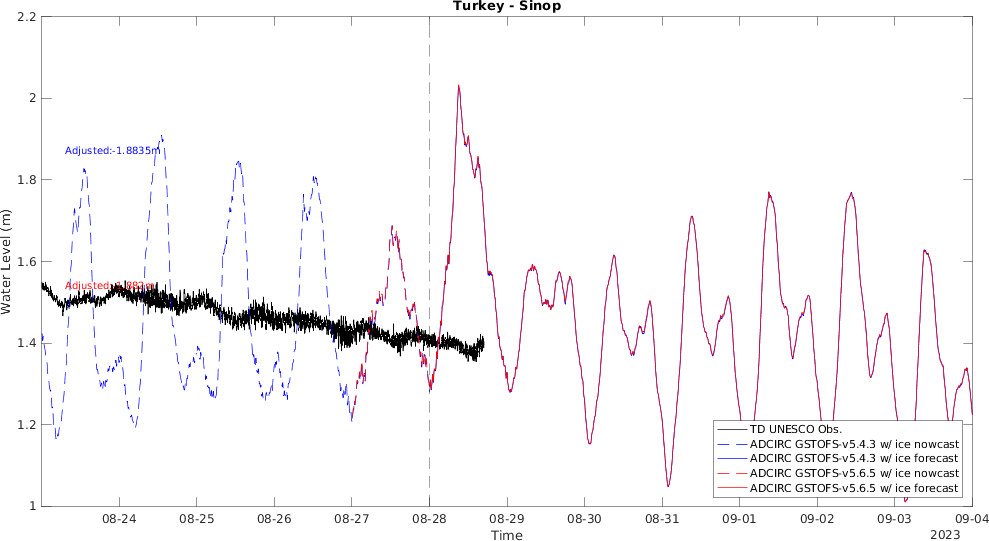 Turkey - Sinop
2.2
2
1.8
1.6
1.4
1.2
1
Water Level (m)
Adjusted:-1.8835m
Adjusted:-1.882m
TD UNESCO Obs.
ADCIRC GSTOFS-v5.4.3 w/ ice nowcast
ADCIRC GSTOFS-v5.4.3 w/ ice forecast
ADCIRC GSTOFS-v5.6.5 w/ ice nowcast
ADCIRC GSTOFS-v5.6.5 w/ ice forecast
08-24 08-25 08-26 08-27 08-28 08-29 08-30 08-31 09-01 09-02 09-03 09-04
Time
2023